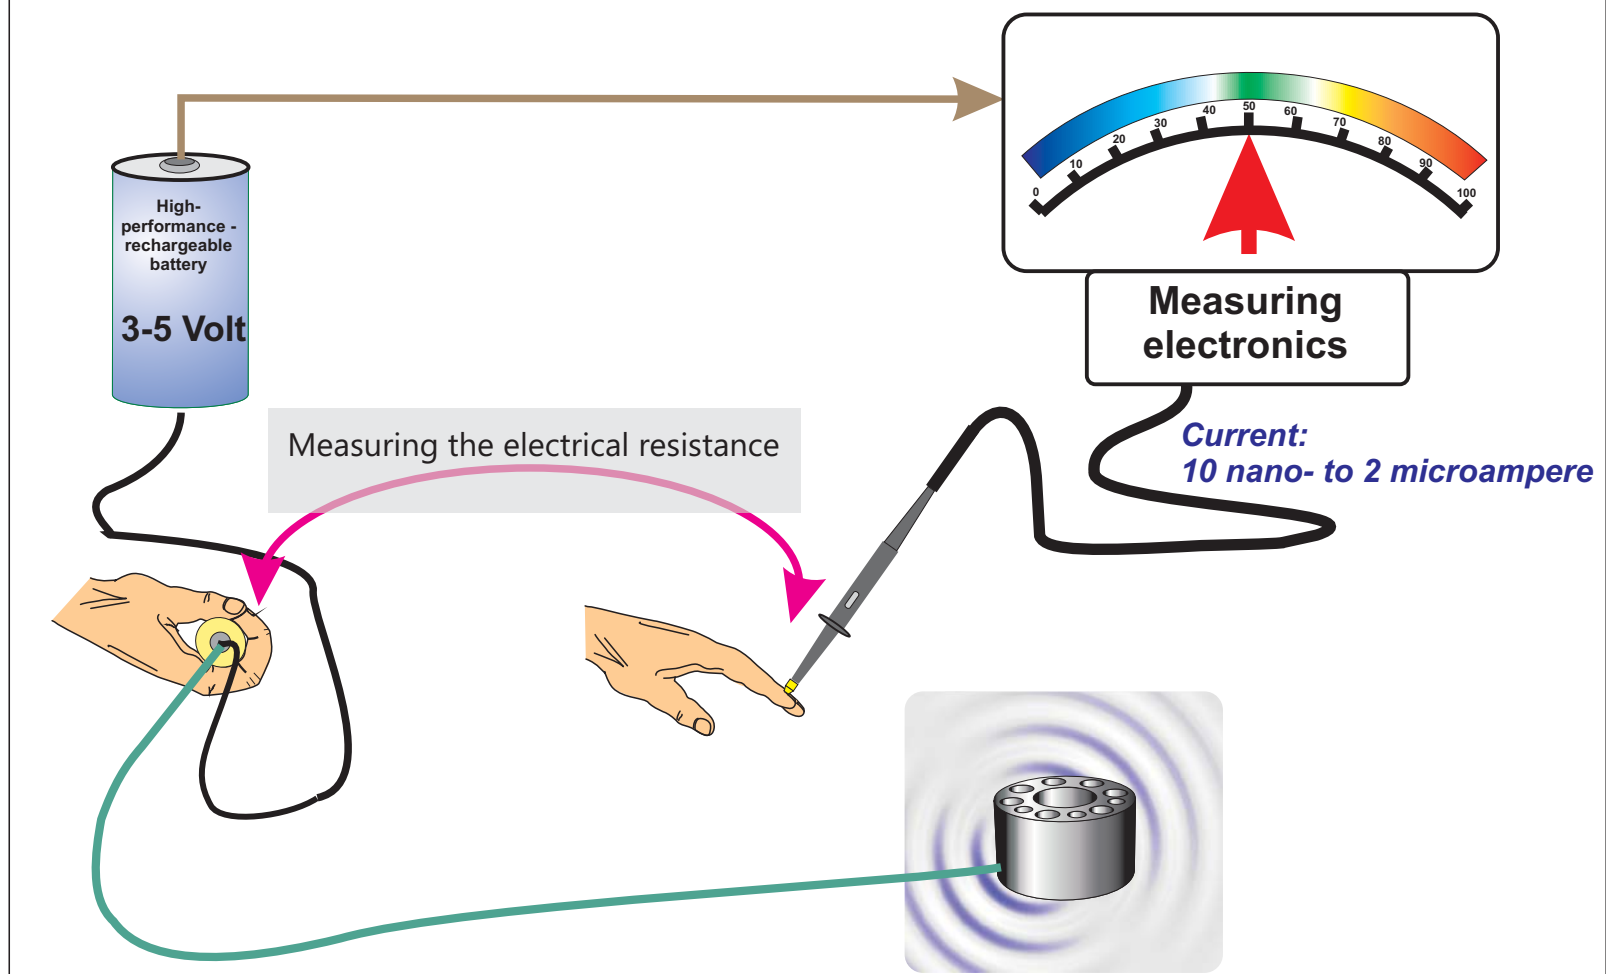 High-
performance -
rechargeable
battery
3-5 Volt
0
10
20
30
40
50
60
70
80
90
100
Measuring
electronics
Current:
10 nano- to 2 microampere
Measuring the electrical resistance